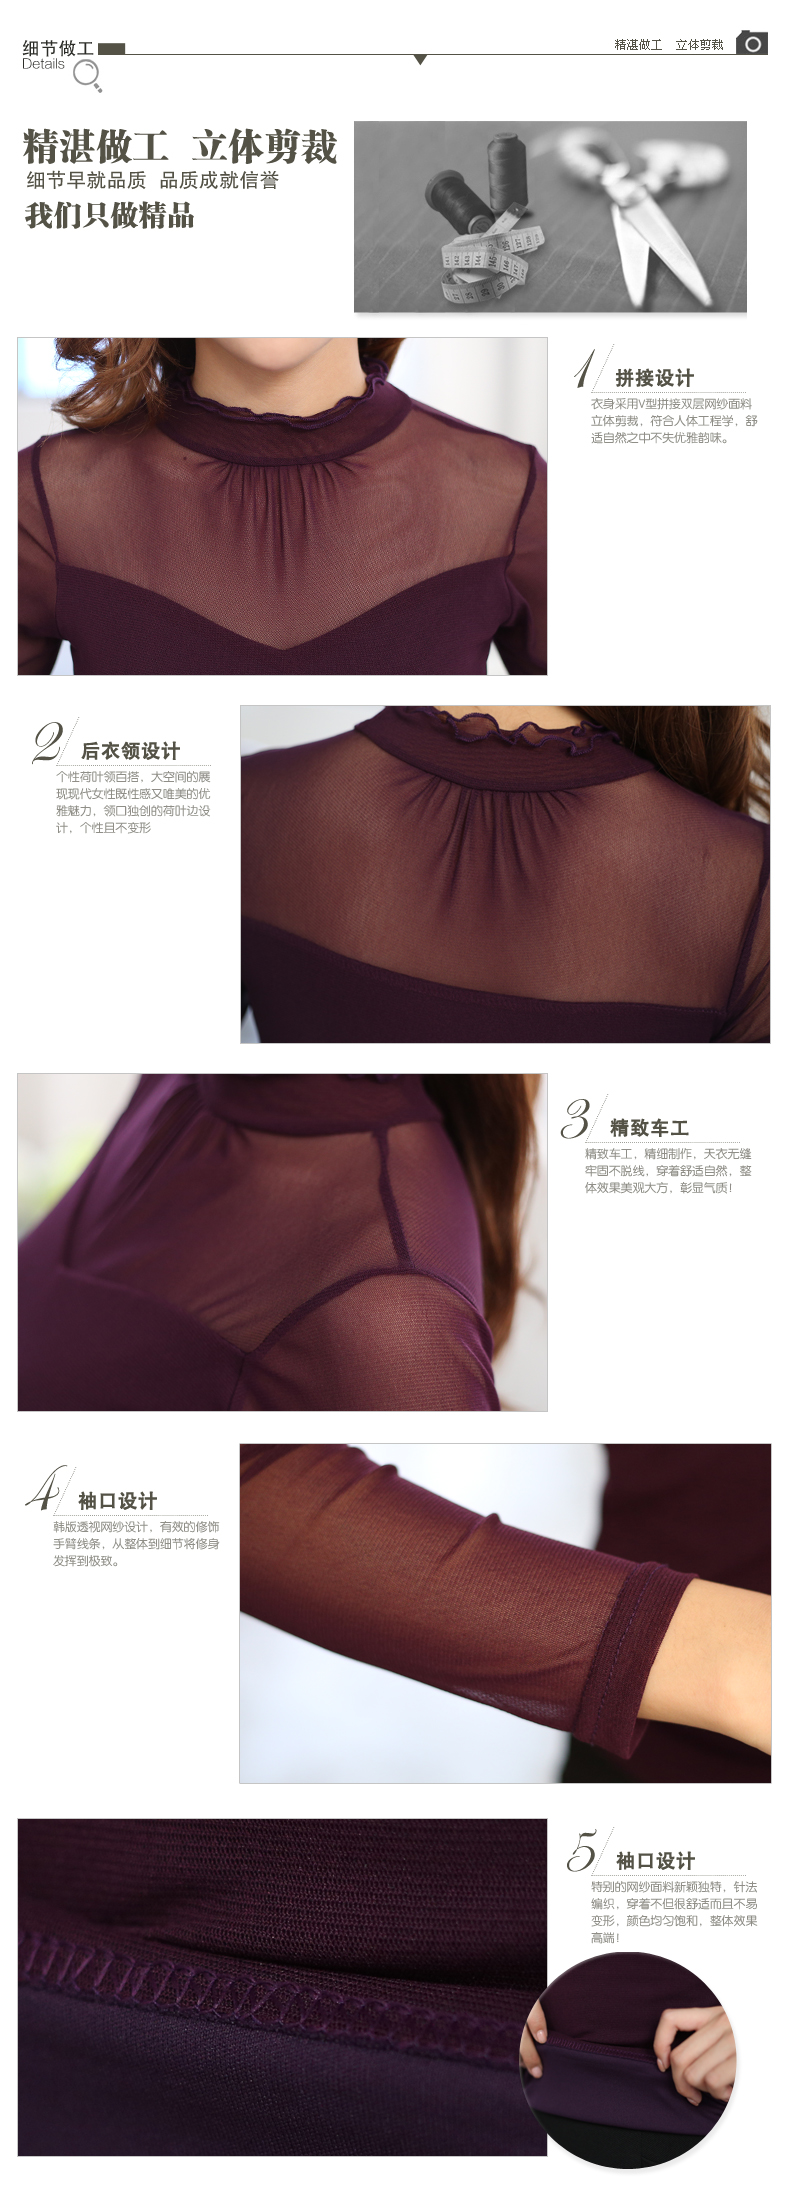 细节做工
Details
精湛做工 立体剪裁
精湛做工 立体剪裁
细节早就品质 品质成就信誉
我们只做精品
1 拼接设计
衣身采用V型拼接双层网纱面料
立体剪裁，符合人体工程学，舒
适自然之中不失优雅韵味。
2 后衣领设计
个性荷叶领百搭，大空间的展
现现代女性既性感又唯美的优
雅魅力，领口独创的荷叶边设
计，个性且不变形
3 精致车工
精致车工，精细制作，天衣无缝
牢固不脱线，穿着舒适自然，整
体效果美观大方，彰显气质！
4 袖口设计
韩版透视网纱设计，有效的修饰
手臂线条，从整体到细节将修身
发挥到极致。
5 袖口设计
特别的网纱面料新颖独特，针法
编织，穿着不但很舒适而且不易
变形，颜色均匀饱和，整体效果
高端！